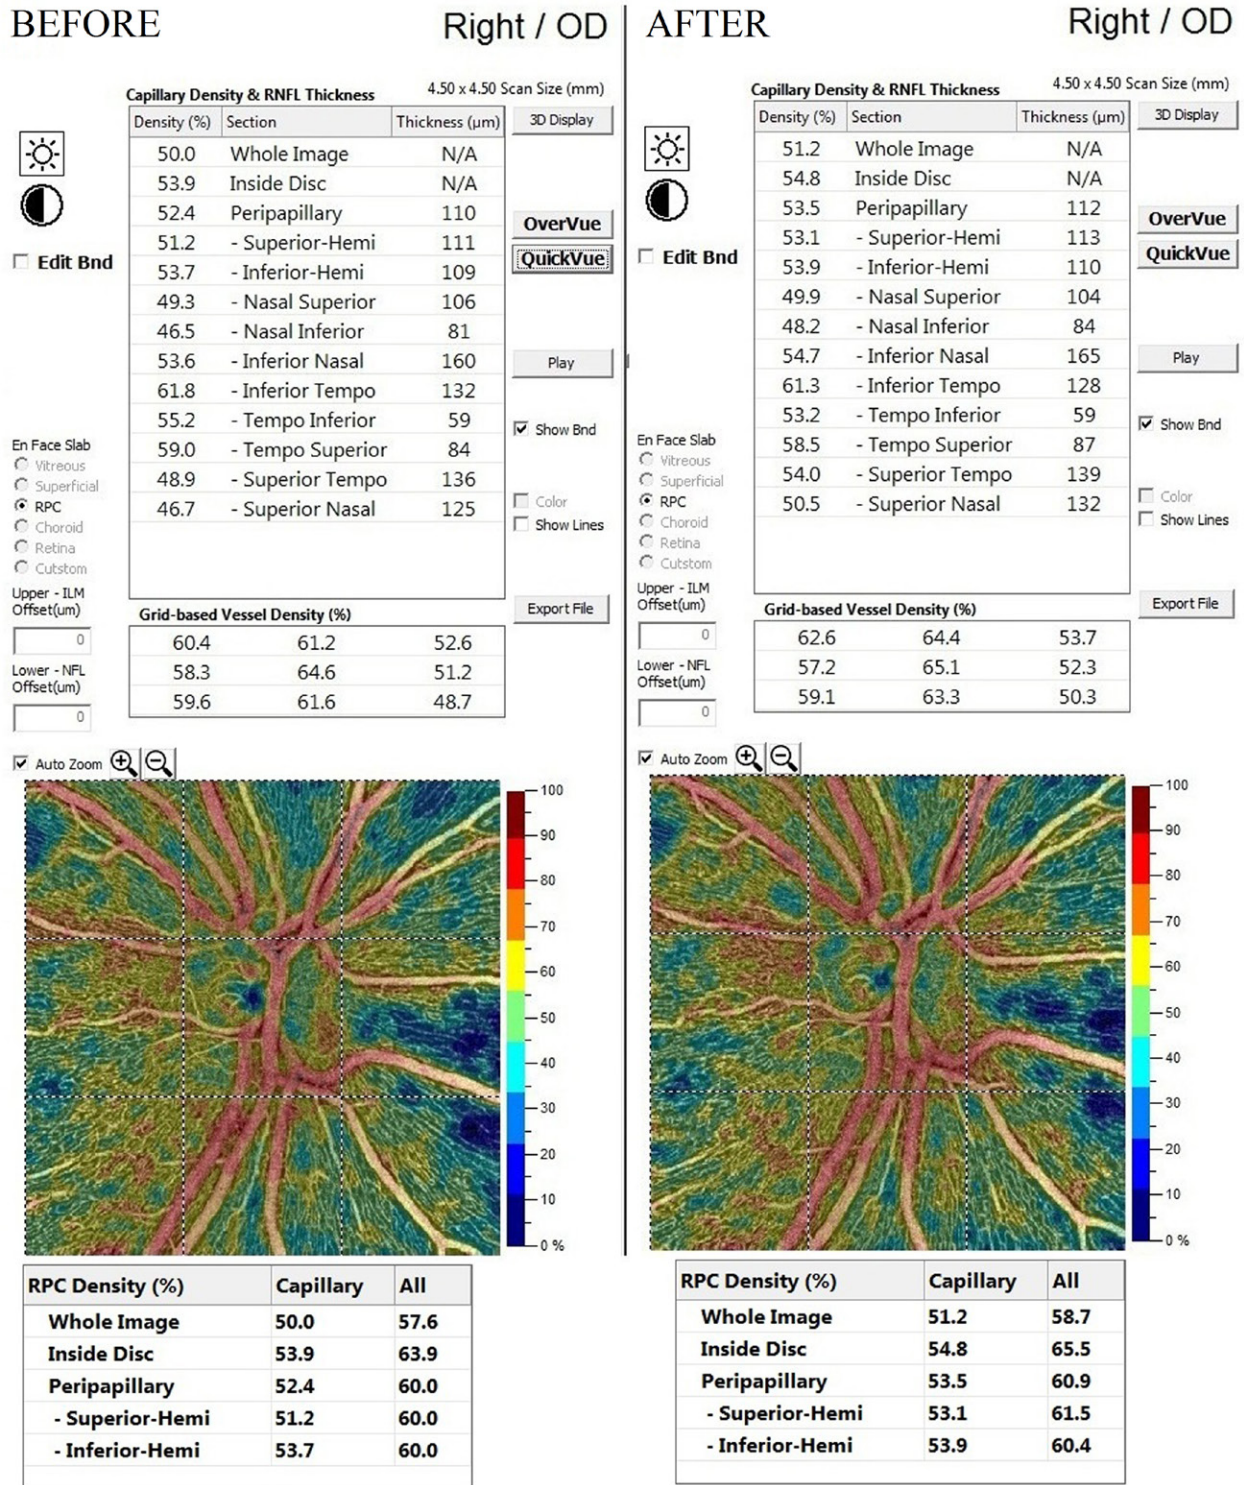 BEFORE
Right / OD
4.50 x 4.50 Scan Size (mm)
Capillary Density & RNFL Thickness
Density (%) Section Thickness (µm)
50.0 Whole Image N/A
53.9 Inside Disc N/A
52.4 Peripapillary 110
51.2 - Superior-Hemi 111
53.7 - Inferior-Hemi 109
49.3 - Nasal Superior 106
46.5 - Nasal Inferior 81
53.6 - Inferior Nasal 160
61.8 - Inferior Tempo 132
55.2 - Tempo Inferior 59
59.0 - Tempo Superior 84
48.9 - Superior Tempo 136
46.7 - Superior Nasal 125
3D Display
OverVue
QuickVue
Play
Show Bnd
Color
Show Lines
Export File
Edit Bnd
En Face Slab
Vitreous
Superficial
RPC
Choroid
Retina
Cutstom
Upper - ILM
Offset(um)
0
Lower - NFL
Offset(um)
0
Grid-based Vessel Density (%)
60.4 61.2 52.6
58.3 64.6 51.2
59.6 61.6 48.7
Auto Zoom
100
90
80
70
60
50
40
30
20
10
0 %
RPC Density (%) Capillary All
Whole Image 50.0 57.6
Inside Disc 53.9 63.9
Peripapillary 52.4 60.0
- Superior-Hemi 51.2 60.0
- Inferior-Hemi 53.7 60.0
AFTER
Right / OD
4.50 x 4.50 Scan Size (mm)
Capillary Density & RNFL Thickness
Density (%) Section Thickness (µm)
51.2 Whole Image N/A
54.8 Inside Disc N/A
53.5 Peripapillary 112
53.1 - Superior-Hemi 113
53.9 - Inferior-Hemi 110
49.9 - Nasal Superior 104
48.2 - Nasal Inferior 84
54.7 - Inferior Nasal 165
61.3 - Inferior Tempo 128
53.2 - Tempo Inferior 59
58.5 - Tempo Superior 87
54.0 - Superior Tempo 139
50.5 - Superior Nasal 132
3D Display
OverVue
QuickVue
Play
Show Bnd
Color
Show Lines
Export File
Edit Bnd
En Face Slab
Vitreous
Superficial
RPC
Choroid
Retina
Cutstom
Upper - ILM
Offset(um)
0
Lower - NFL
Offset(um)
0
Grid-based Vessel Density (%)
62.6 64.4 53.7
57.2 65.1 52.3
59.1 63.3 50.3
Auto Zoom
100
90
80
70
60
50
40
30
20
10
0 %
RPC Density (%) Capillary All
Whole Image 51.2 58.7
Inside Disc 54.8 65.5
Peripapillary 53.5 60.9
- Superior-Hemi 53.1 61.5
- Inferior-Hemi 53.9 60.4